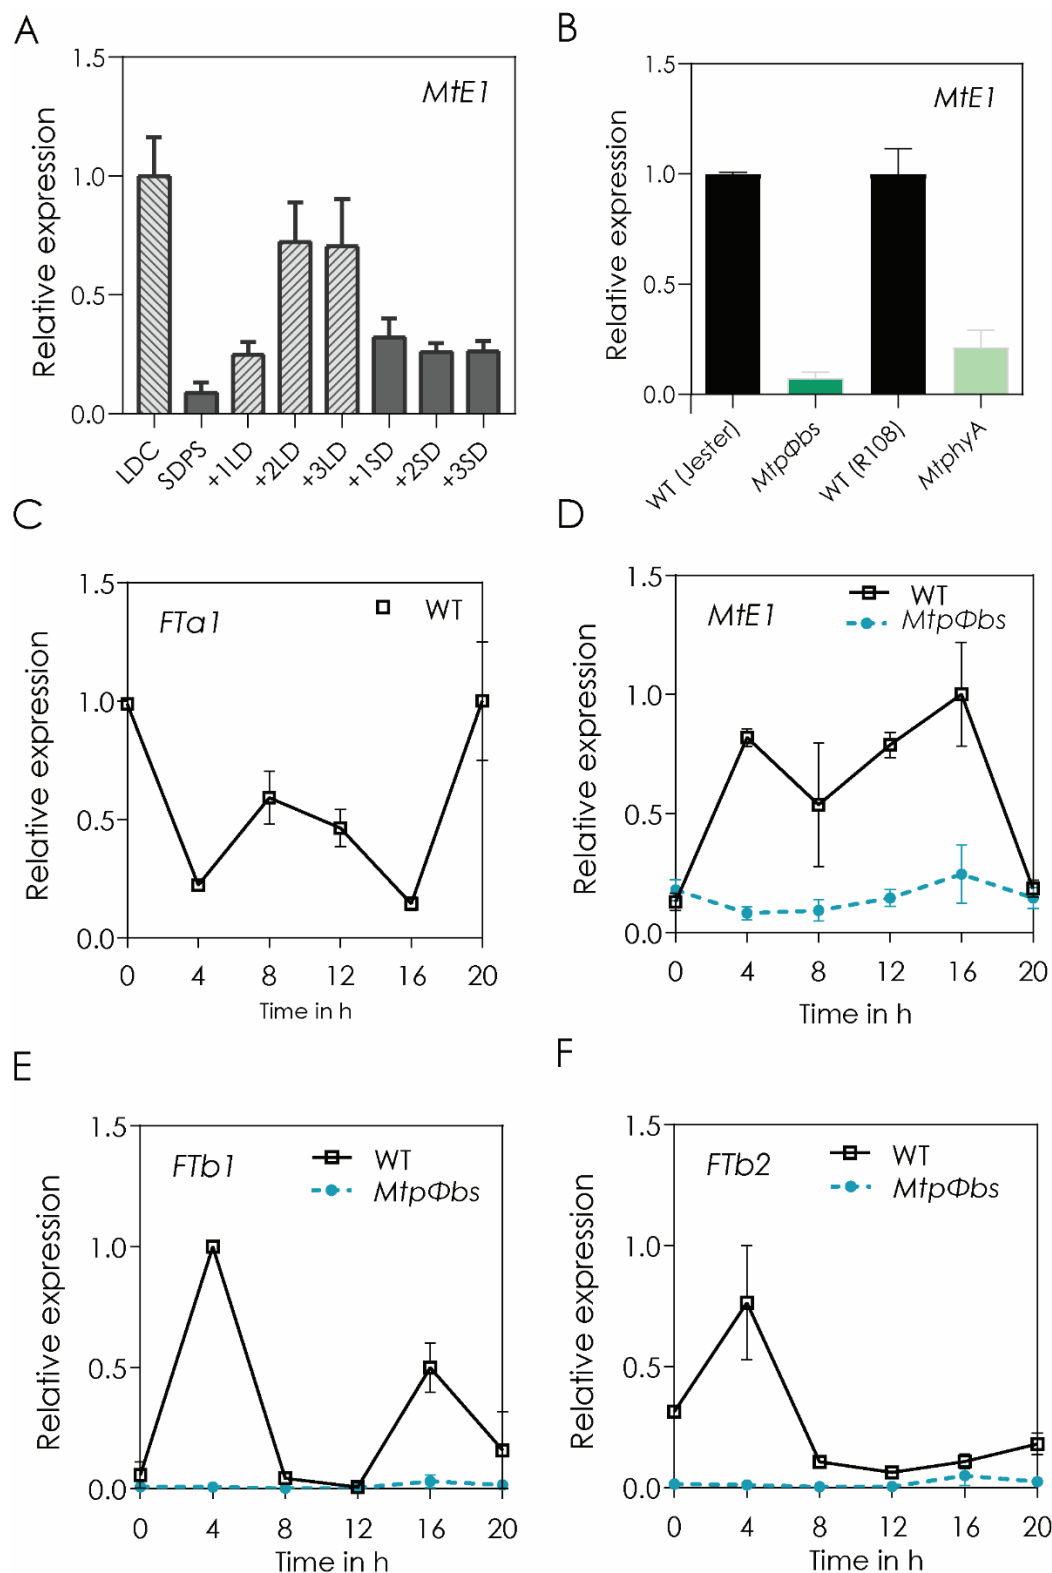 A
1.5
1.0
0.5
0.0
Relative expression
MtE1
LDC
SDPS
+1LD
+2LD
+3LD
+1SD
+2SD
+3SD
B
1.5
1.0
0.5
0.0
Relative expression
MtE1
WT (Jester)
MtpΦbs
WT (R108)
MtphyA
C
1.5
1.0
0.5
0.0
Relative expression
FTa1
WT
0 4 8 12 16 20
Time in h
D
1.5
1.0
0.5
0.0
Relative expression
MtE1
WT
MtpΦbs
0 4 8 12 16 20
Time in h
E
1.5
1.0
0.5
0.0
Relative expression
FTb1
WT
MtpΦbs
0 4 8 12 16 20
Time in h
F
1.5
1.0
0.5
0.0
Relative expression
FTb2
WT
MtpΦbs
0 4 8 12 16 20
Time in h